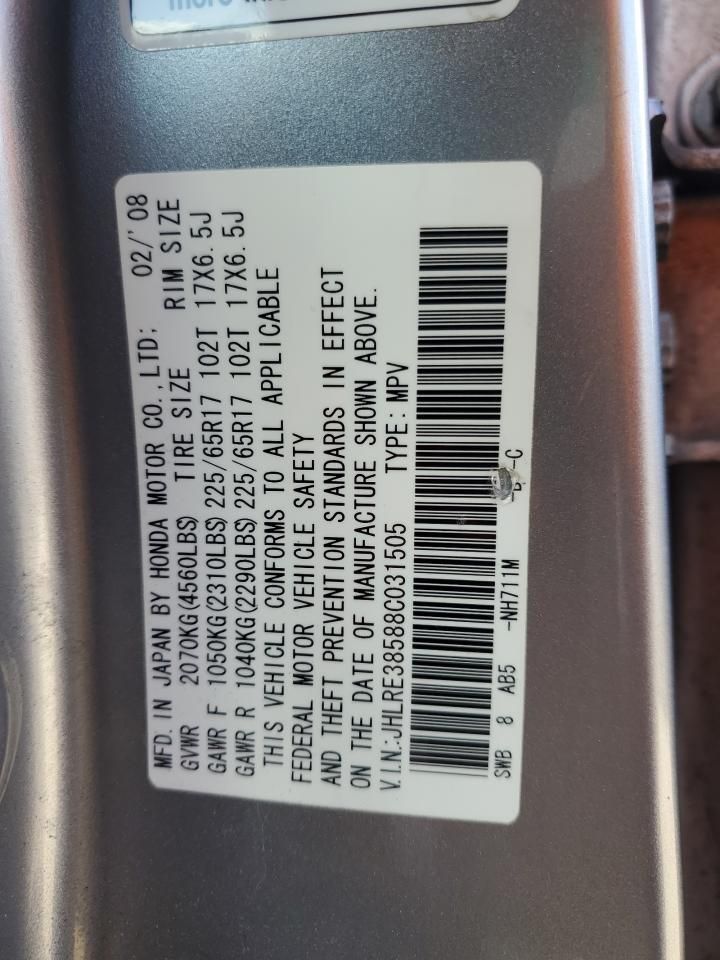 MFD. IN JAPAN BY HONDA MOTOR CO., LTD; 02/'08
GVWR 2070KG(4560LBS) TIRE SIZE RIM SIZE
GAWR F 1050KG(2310LBS) 225/65R17 102T 17X6.5J
GAWR R 1040KG(2290LBS) 225/65R17 102T 17X6.5J
THIS VEHICLE CONFORMS TO ALL APPLICABLE
FEDERAL MOTOR VEHICLE SAFETY
AND THEFT PREVENTION STANDARDS IN EFFECT
ON THE DATE OF MANUFACTURE SHOWN ABOVE.
V.I.N.:JHLRE38588C031505 TYPE: MPV
SWB 8 AB5 -NH711M -C